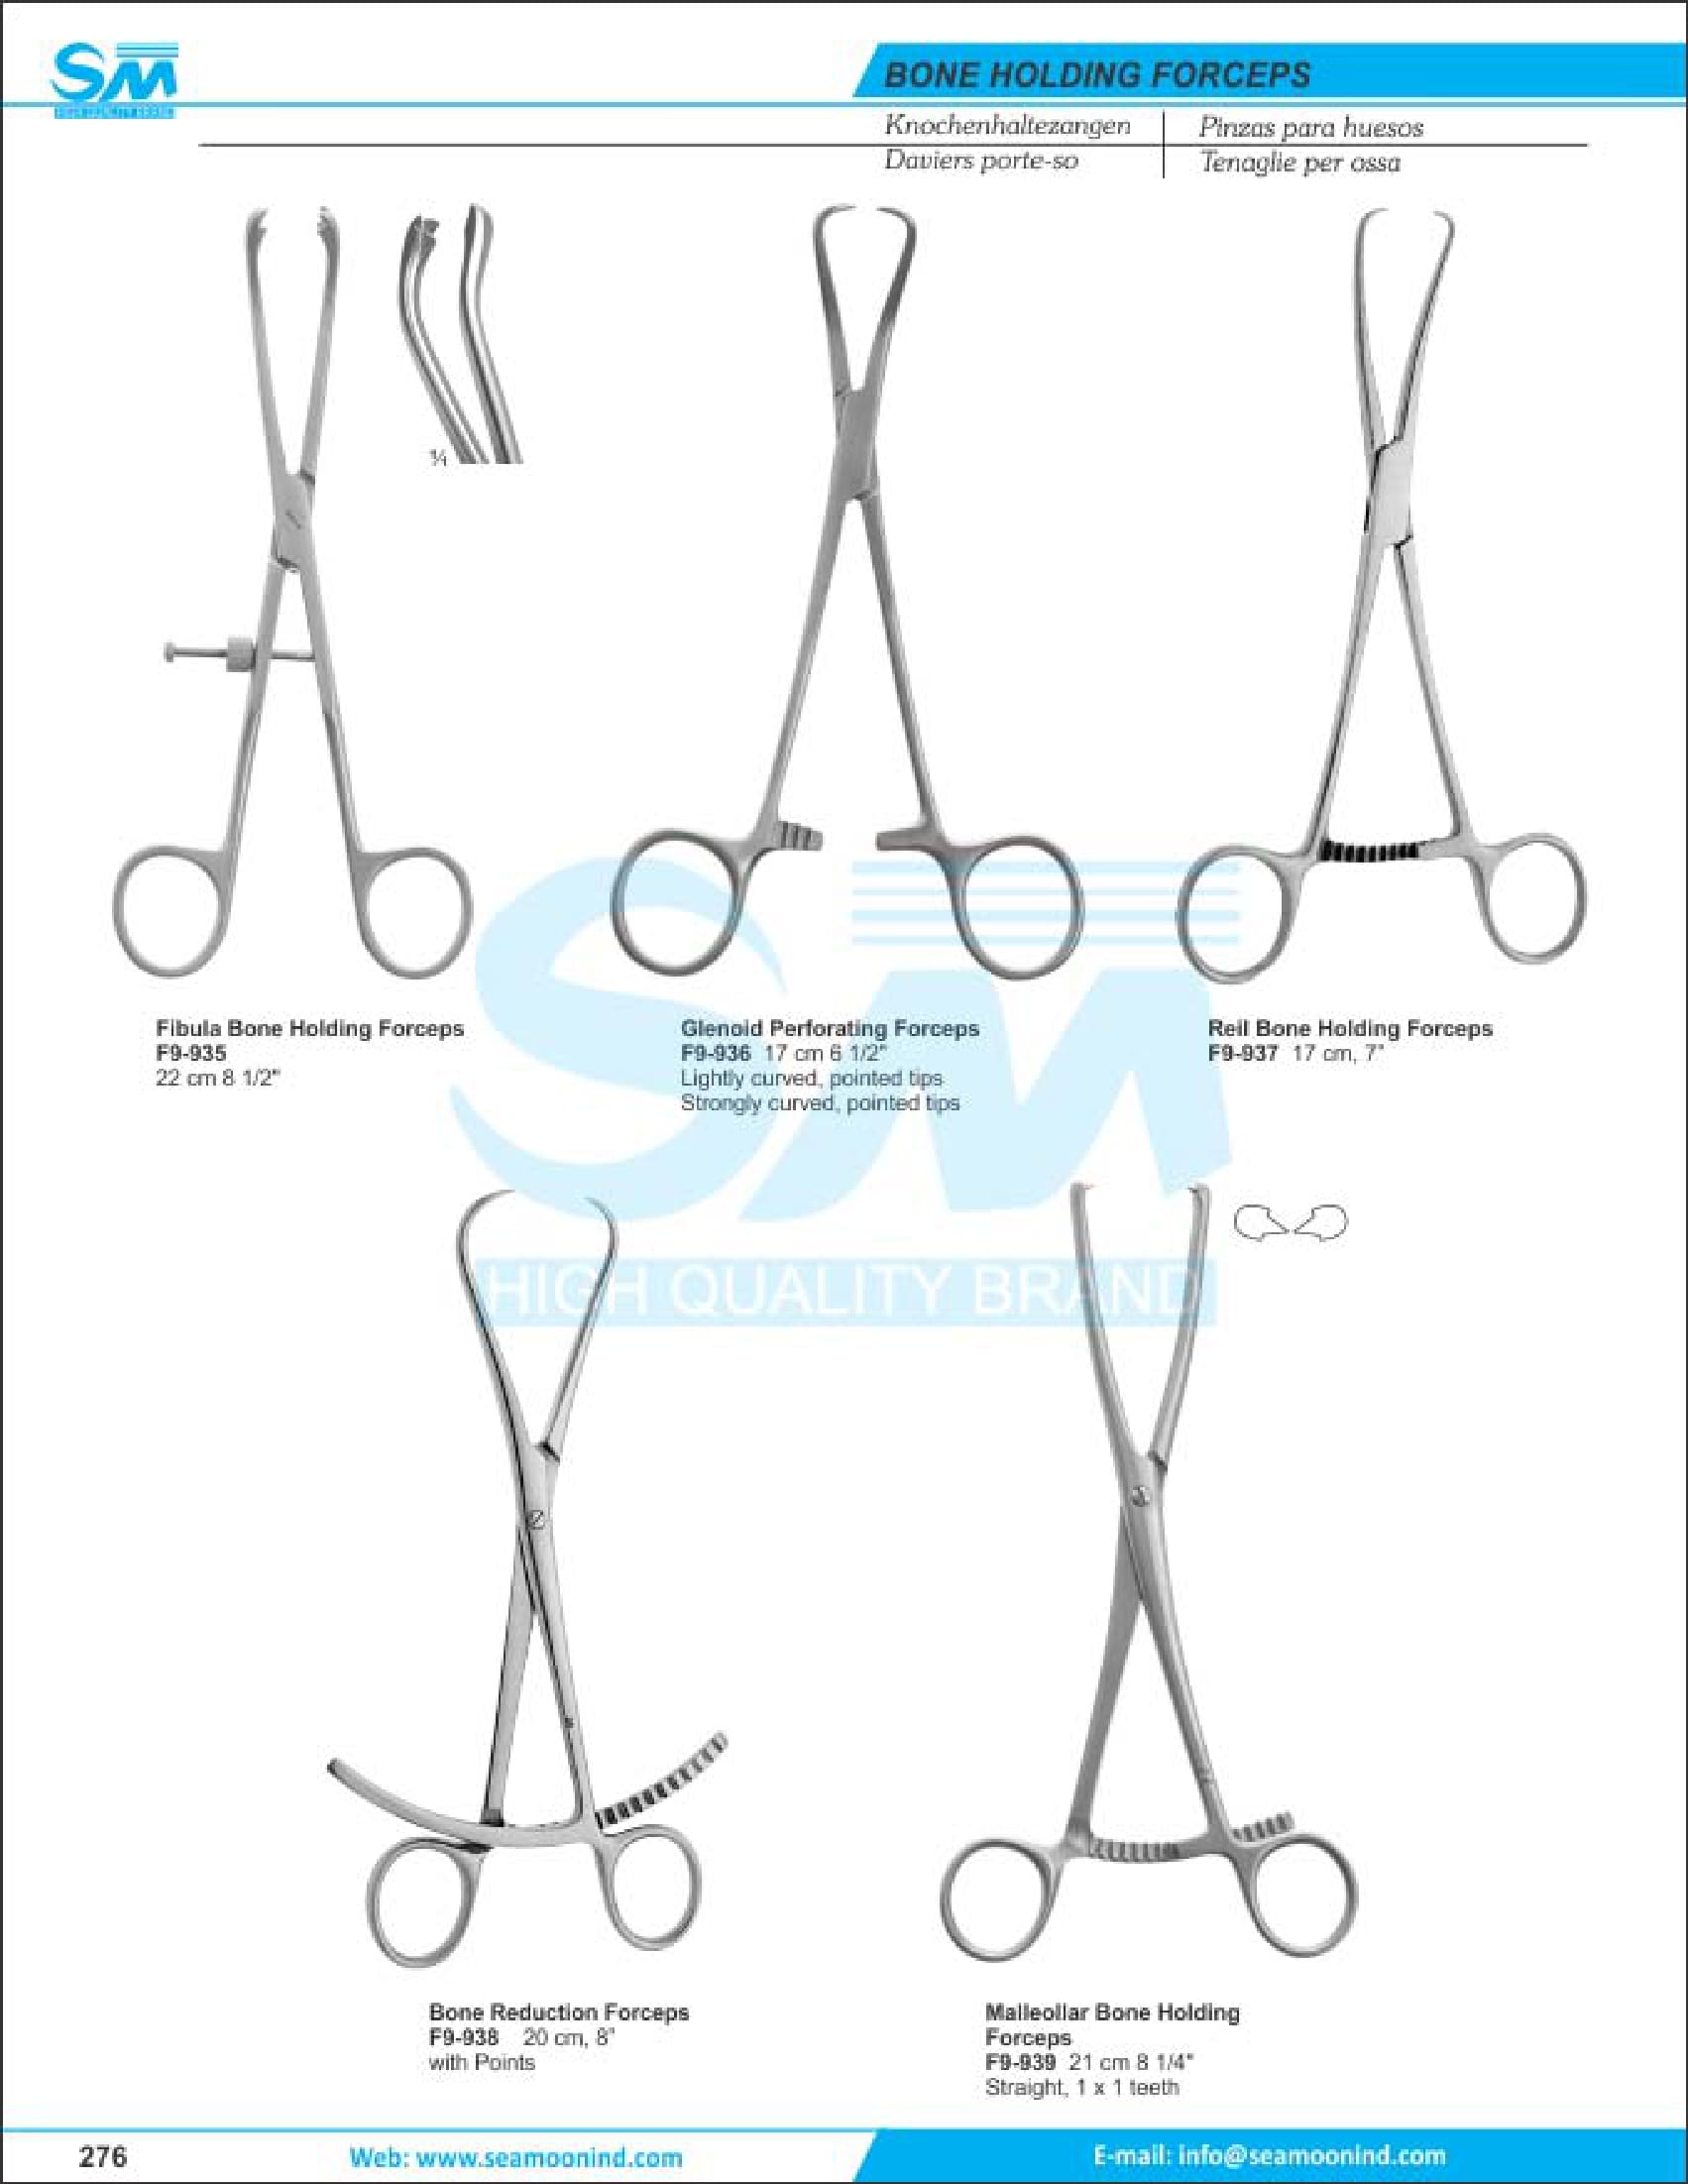 SM
BONE HOLDING FORCEPS
Knochenhaltezangen
Pinzas para huesos
Daviers porte-so
Tenaglie per ossa
¼
Fibula Bone Holding Forceps
F9-935
22 cm 8 1/2"
Glenoid Perforating Forceps
F9-936 17 cm 6 1/2"
Lightly curved, pointed tips
Strongly curved, pointed tips
Reil Bone Holding Forceps
F9-937 17 cm, 7"
SM
HIGH QUALITY BRAND
Bone Reduction Forceps
F9-938 20 cm, 8"
with Points
Malleollar Bone Holding
Forceps
F9-939 21 cm 8 1/4"
Straight, 1 x 1 teeth
276
Web: www.seamoonind.com
E-mail: info@seamoonind.com